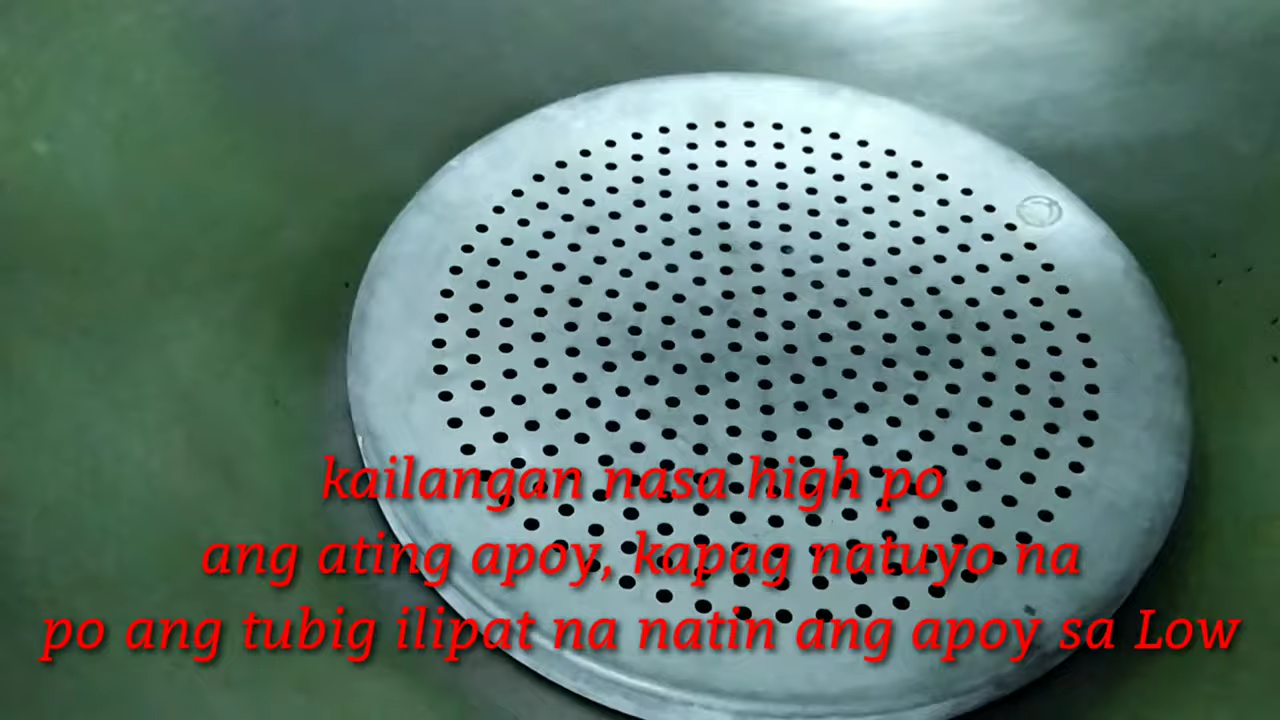 kailangan nasa high po
ang ating apoy, kapag natuyo na
po ang tubig ilipat na natin ang apoy sa Low